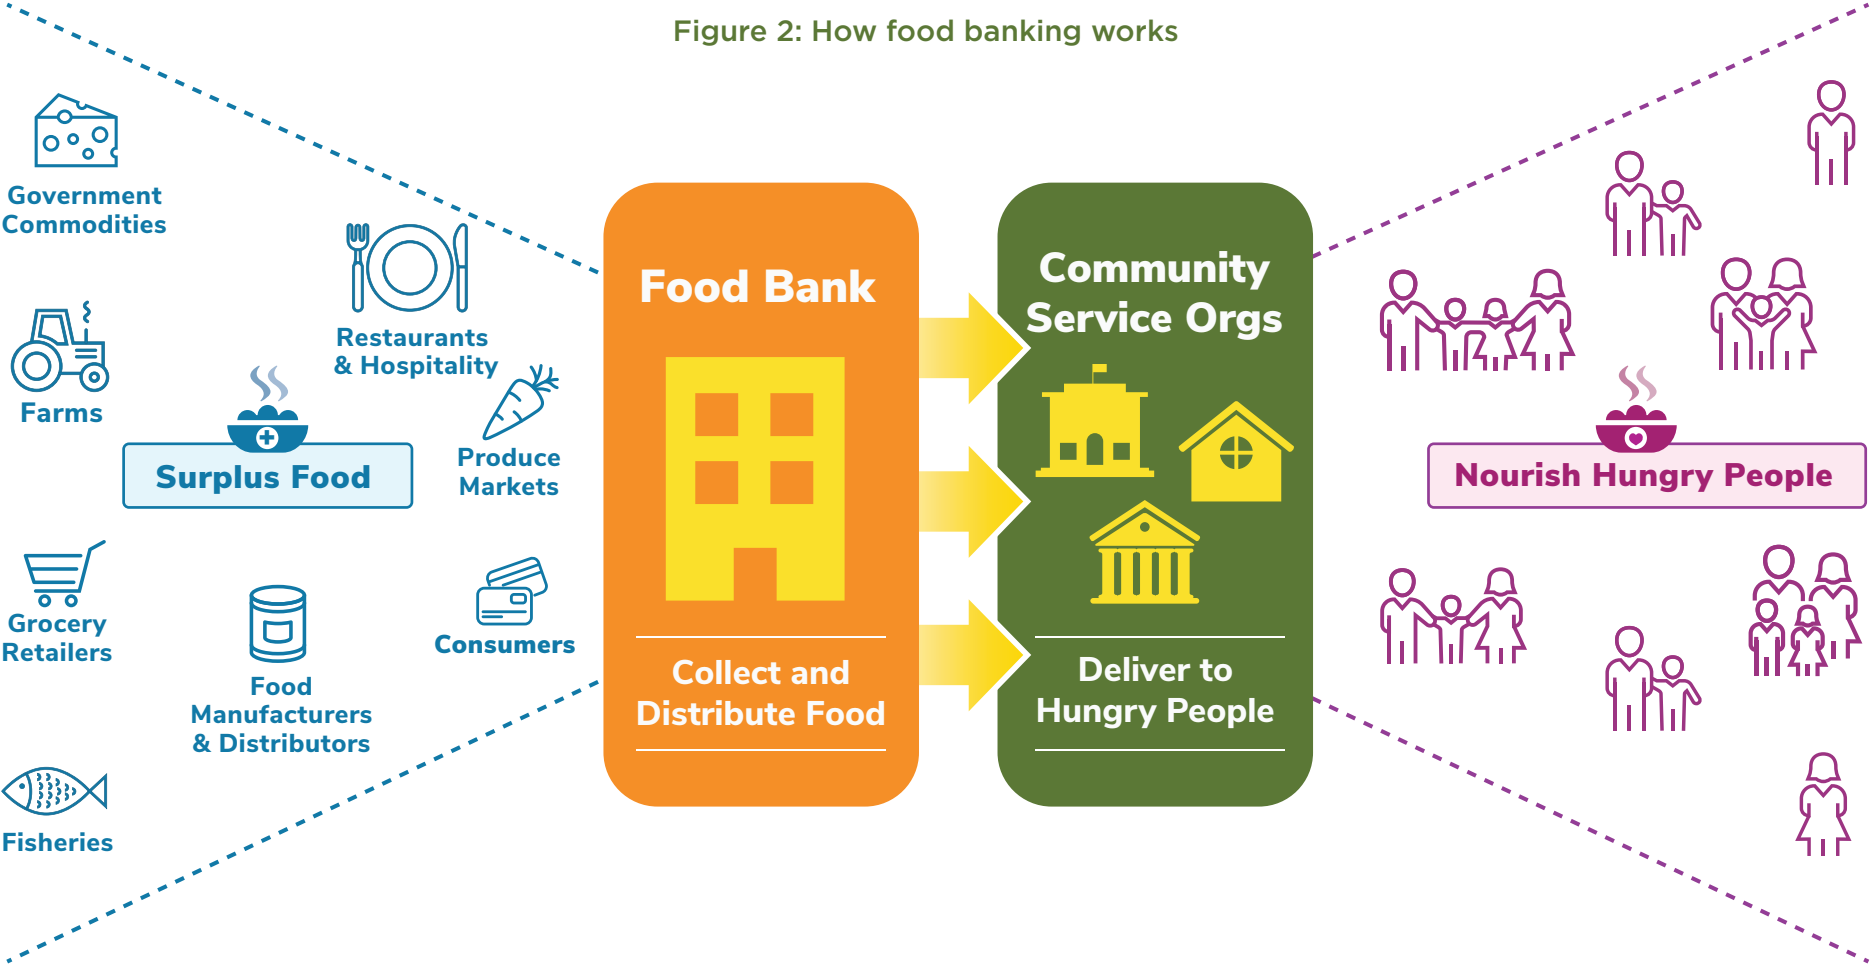 Figure 2: How food banking works
Government
Commodities
Restaurants
& Hospitality
Farms
Surplus Food
Produce
Markets
Grocery
Retailers
Food
Manufacturers
& Distributors
Consumers
Fisheries
Food Bank
Collect and
Distribute Food
Community
Service Orgs
Deliver to
Hungry People
Nourish Hungry People